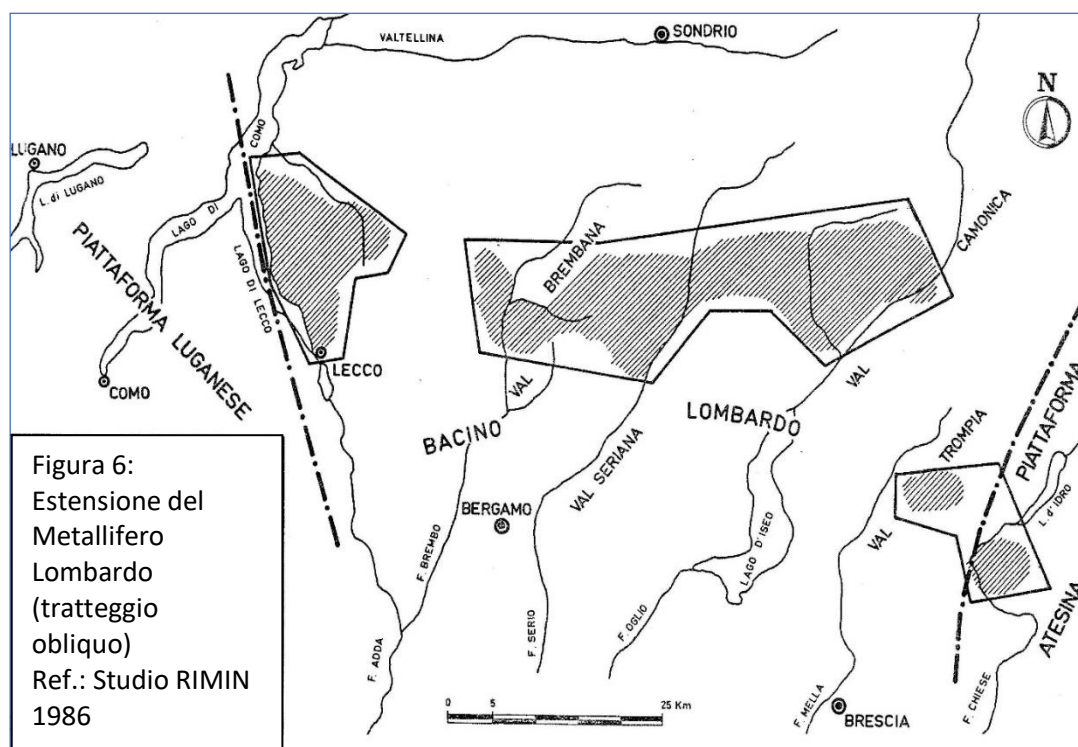 VALTELLINA
SONDRIO
N
LUGANO
L. di LUGANO
COMO
LAGO DI
LAGO DI LECCO
PIATTAFORMA LUGANESE
COMO
LECCO
BREMBANA
VAL
CAMONICA
VAL
BACINO
LOMBARDO
VAL SERIANA
BERGAMO
F. BREMBO
F. ADDA
F. SERIO
F. OGLIO
LAGO D'ISEO
TROMPIA
VAL
PIATTAFORMA
ATESINA
L. d'IDRO
F. MELLA
BRESCIA
F. CHIESE
0 5 25 Km
Figura 6:
Estensione del
Metallifero
Lombardo
(tratteggio
obliquo)
Ref.: Studio RIMIN
1986